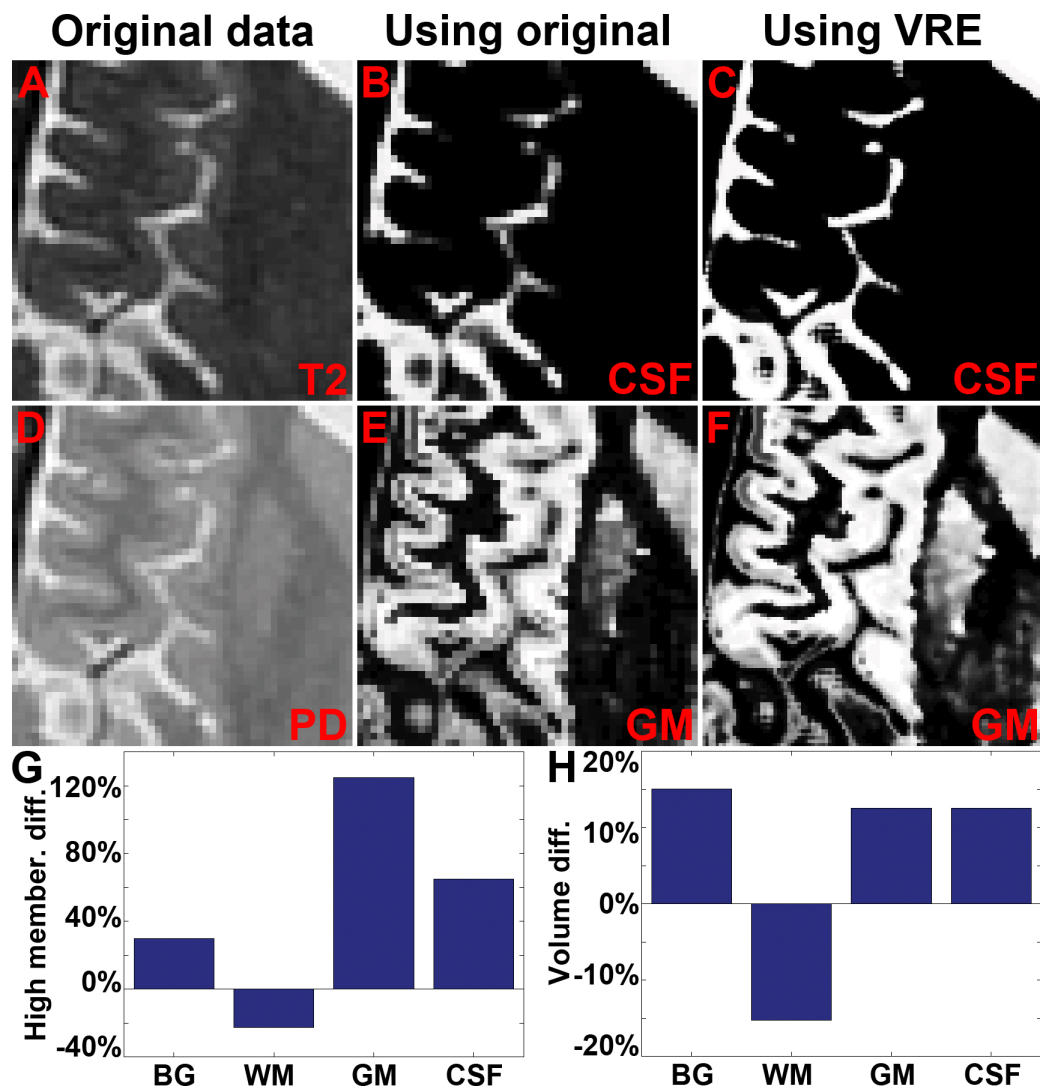 Original data
Using original
Using VRE
A
B
C
T2
CSF
CSF
D
E
F
PD
GM
GM
G
High member. diff.
120%
80%
40%
0%
-40%
BG WM GM CSF
H
Volume diff.
20%
10%
0%
-10%
-20%
BG WM GM CSF